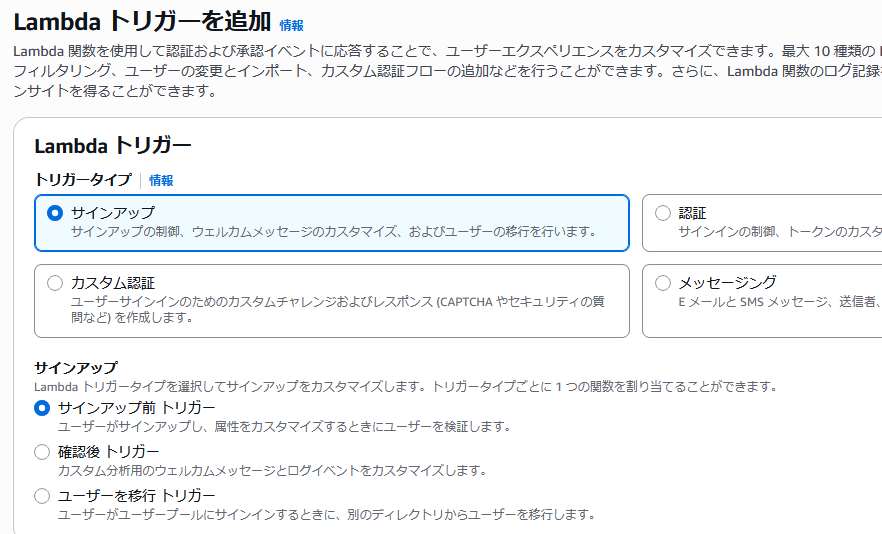 Lambda トリガーを追加 情報
Lambda 関数を使用して認証および承認イベントに応答することで、ユーザーエクスペリエンスをカスタマイズできます。最大 10 種類の
フィルタリング、ユーザーの変更とインポート、カスタム認証フローの追加などを行うことができます。さらに、Lambda 関数のログ記録
ンサイトを得ることができます。
Lambda トリガー
トリガータイプ 情報
サインアップ
サインアップの制御、ウェルカムメッセージのカスタマイズ、およびユーザーの移行を行います。
認証
サインインの制御、トークンのカスタ
カスタム認証
ユーザーサインインのためのカスタムチャレンジおよびレスポンス (CAPTCHA やセキュリティの質
問など) を作成します。
メッセージング
E メールと SMS メッセージ、送信者、
サインアップ
Lambda トリガータイプを選択してサインアップをカスタマイズします。トリガータイプごとに 1 つの関数を割り当てることができます。
サインアップ前 トリガー
ユーザーがサインアップし、属性をカスタマイズするときにユーザーを検証します。
確認後 トリガー
カスタム分析用のウェルカムメッセージとログイベントをカスタマイズします。
ユーザーを移行 トリガー
ユーザーがユーザープールにサインインするときに、別のディレクトリからユーザーを移行します。